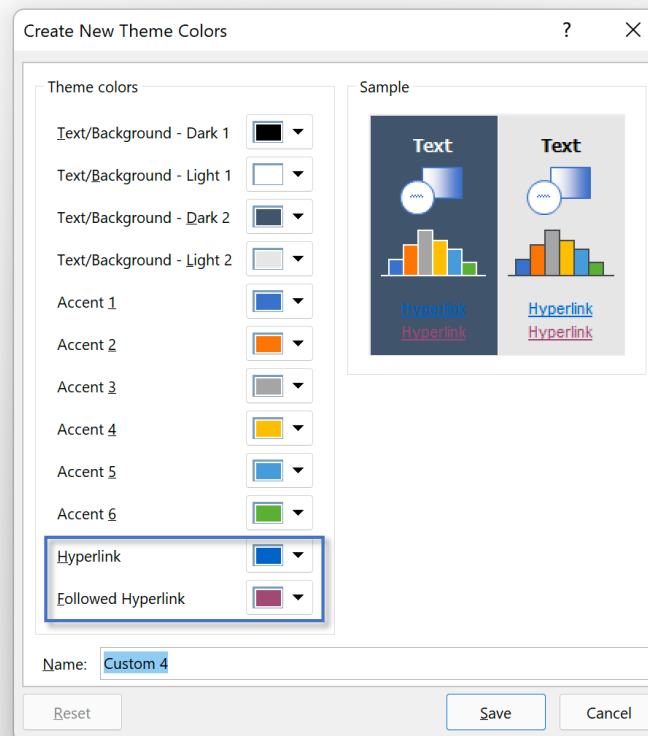 Create New Theme Colors
?
Theme colors
Text/Background - Dark 1
Text/Background - Light 1
Text/Background - Dark 2
Text/Background - Light 2
Accent 1
Accent 2
Accent 3
Accent 4
Accent 5
Accent 6
Hyperlink
Followed Hyperlink
Sample
Text Text
Hyperlink Hyperlink
Hyperlink Hyperlink
Name: Custom 4
Reset Save Cancel